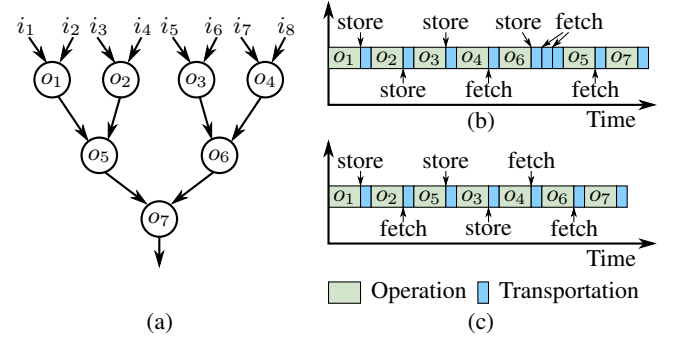 i1 i2 i3 i4 i5 i6 i7 i8
o1 o2 o3 o4
o5 o6
o7
(a)
store store store fetch
o1 o2 o3 o4 o6 o5 o7
store fetch fetch
(b) Time
store store fetch
o1 o2 o5 o3 o4 o6 o7
fetch store fetch
Time
Operation Transportation
(c)